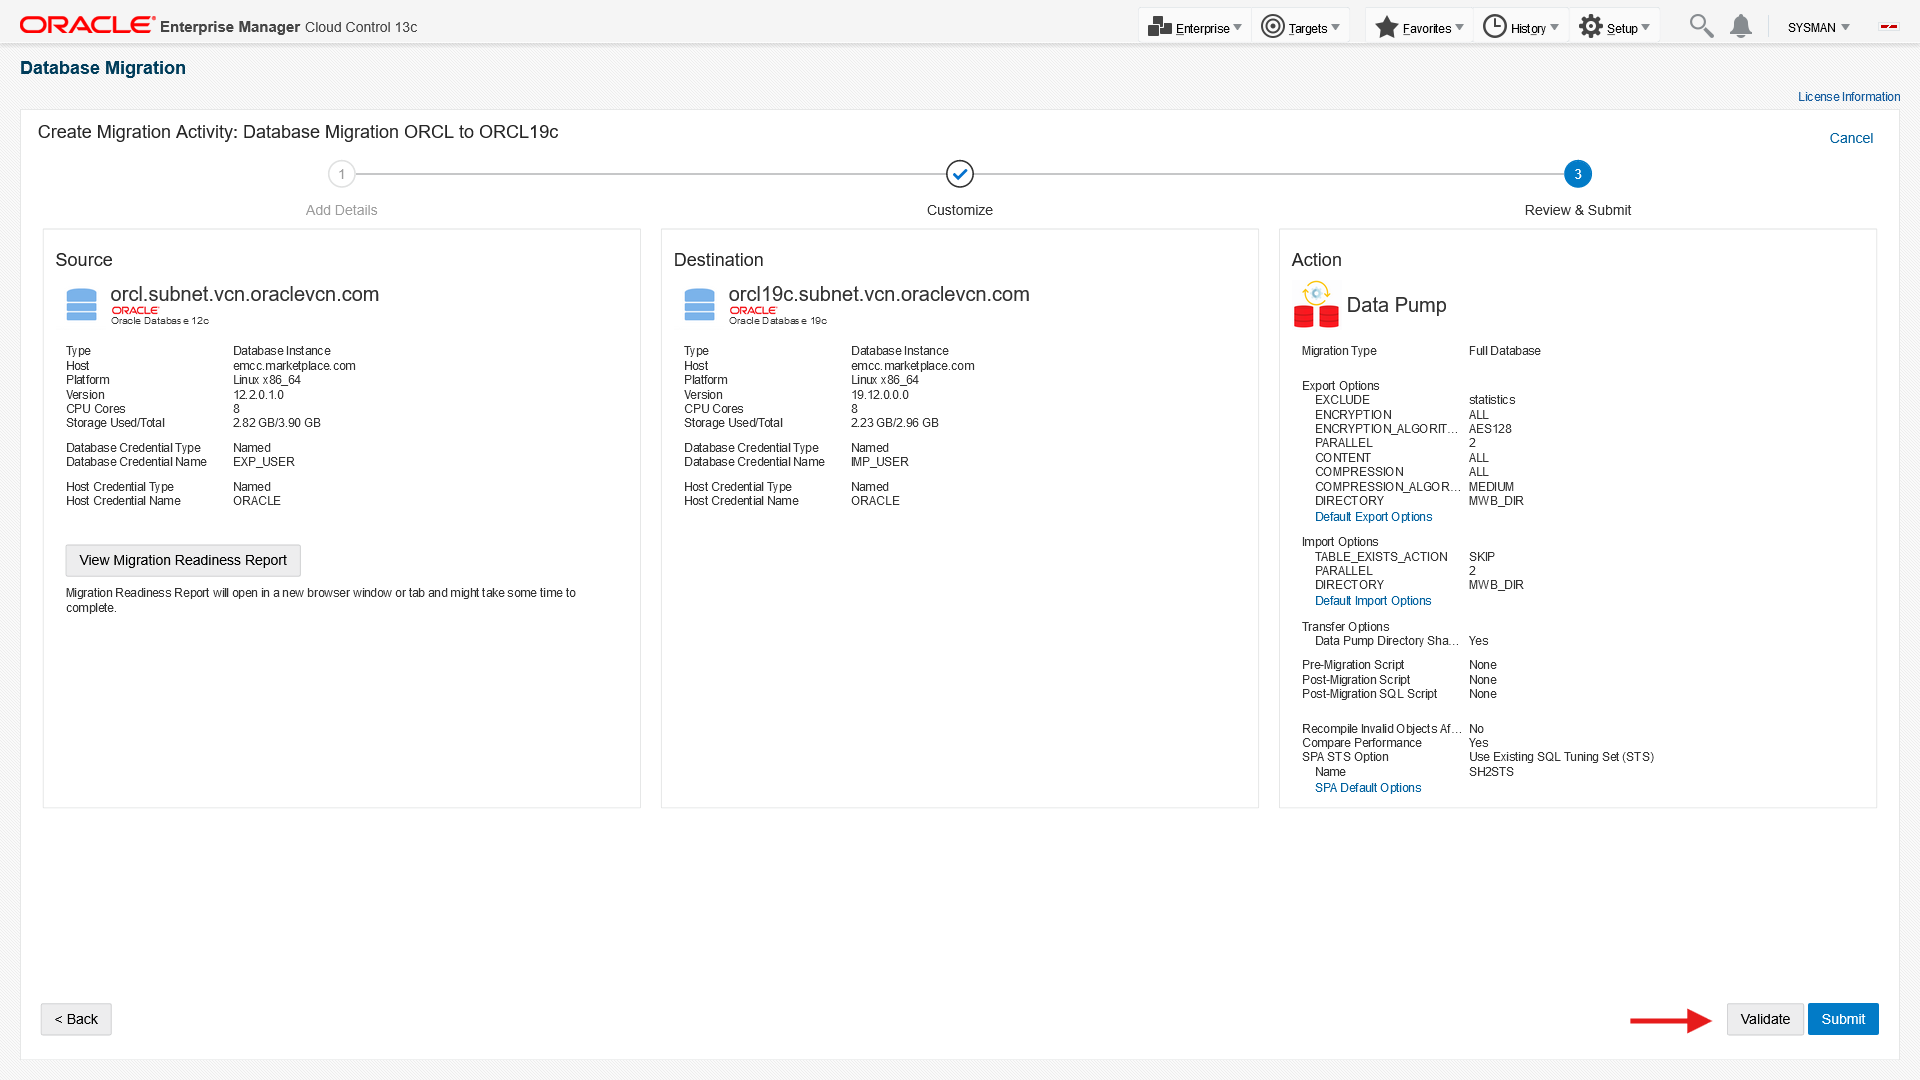 ORACLE Enterprise Manager Cloud Control 13c
Enterprise
Targets
Favorites
History
Setup
SYSMAN
Database Migration
License Information
Create Migration Activity: Database Migration ORCL to ORCL19c
Cancel
1
3
Add Details
Customize
Review & Submit
Source
orcl.subnet.vcn.oraclevcn.com
ORACLE
Oracle Database 12c
Type Database Instance
Host emcc.marketplace.com
Platform Linux x86_64
Version 12.2.0.1.0
CPU Cores 8
Storage Used/Total 2.82 GB/3.90 GB
Database Credential Type Named
Database Credential Name EXP_USER
Host Credential Type Named
Host Credential Name ORACLE
View Migration Readiness Report
Migration Readiness Report will open in a new browser window or tab and might take some time to
complete.
Destination
orcl19c.subnet.vcn.oraclevcn.com
ORACLE
Oracle Database 19c
Type Database Instance
Host emcc.marketplace.com
Platform Linux x86_64
Version 19.12.0.0.0
CPU Cores 8
Storage Used/Total 2.23 GB/2.96 GB
Database Credential Type Named
Database Credential Name IMP_USER
Host Credential Type Named
Host Credential Name ORACLE
Action
Data Pump
Migration Type Full Database
Export Options
EXCLUDE statistics
ENCRYPTION ALL
ENCRYPTION_ALGORIT... AES128
PARALLEL 2
CONTENT ALL
COMPRESSION ALL
COMPRESSION_ALGOR... MEDIUM
DIRECTORY MWB_DIR
Default Export Options
Import Options
TABLE_EXISTS_ACTION SKIP
PARALLEL 2
DIRECTORY MWB_DIR
Default Import Options
Transfer Options
Data Pump Directory Sha... Yes
Pre-Migration Script None
Post-Migration Script None
Post-Migration SQL Script None
Recompile Invalid Objects Af... No
Compare Performance Yes
SPA STS Option Use Existing SQL Tuning Set (STS)
Name SH2STS
SPA Default Options
< Back
Validate
Submit